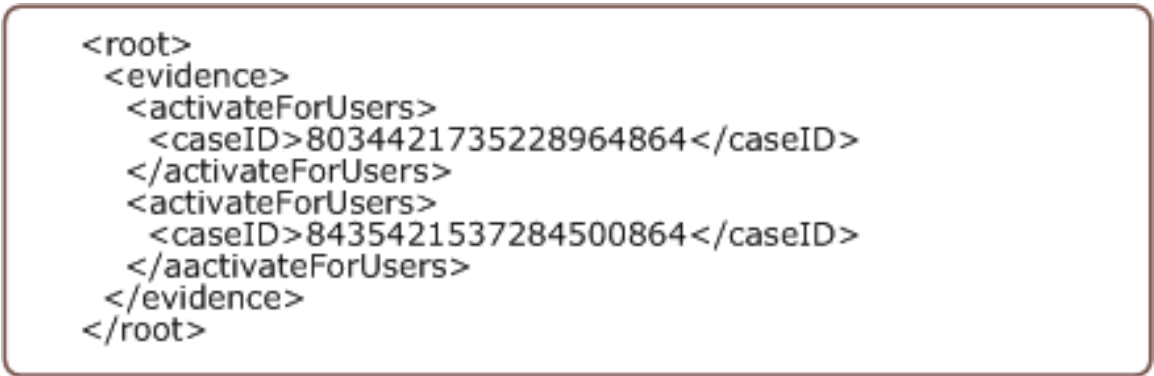 <root>
<evidence>
<activateForUsers>
<caseID>8034421735228964864</caseID>
</activateForUsers>
<activateForUsers>
<caseID>8435421537284500864</caseID>
</aactivateForUsers>
</evidence>
</root>